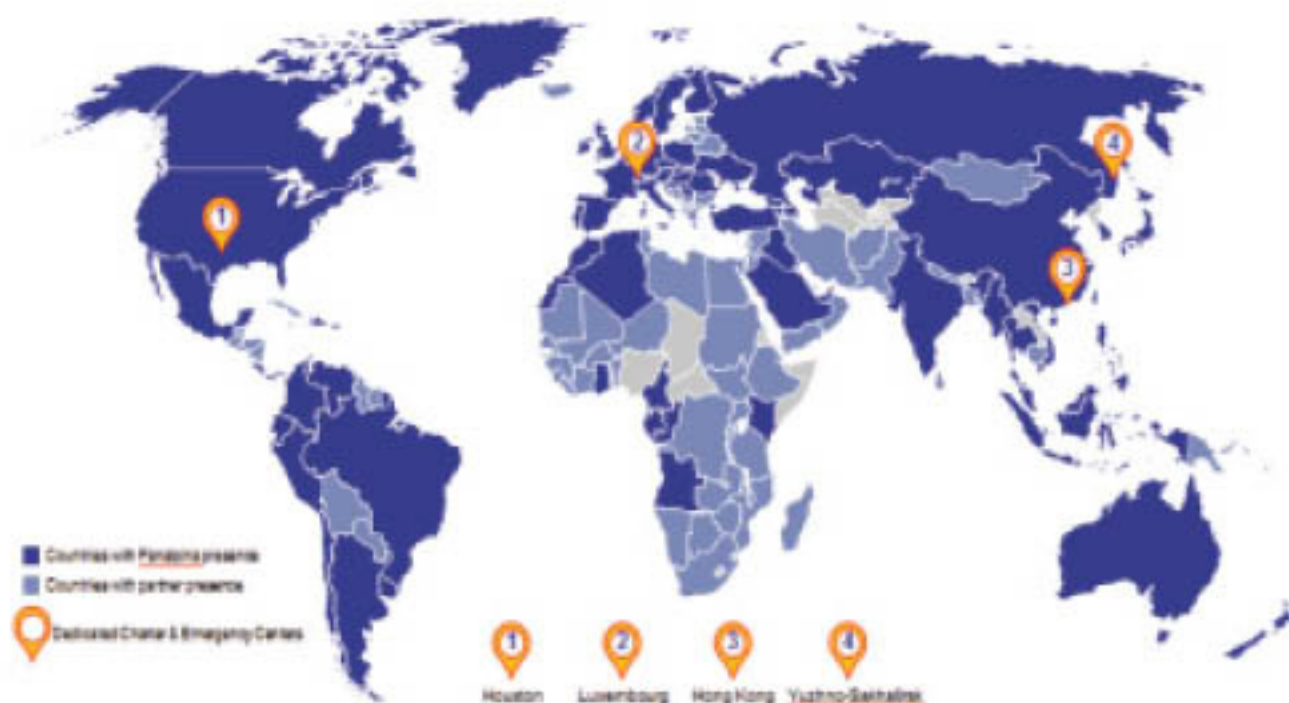 1
2
4
3
Countries with Panalpina presence
Countries with partner presence
Dedicated Charter & Emergency Centers
1 2 3 4
Houston Luxembourg Hong Kong Yuzhno-Sakhalinsk